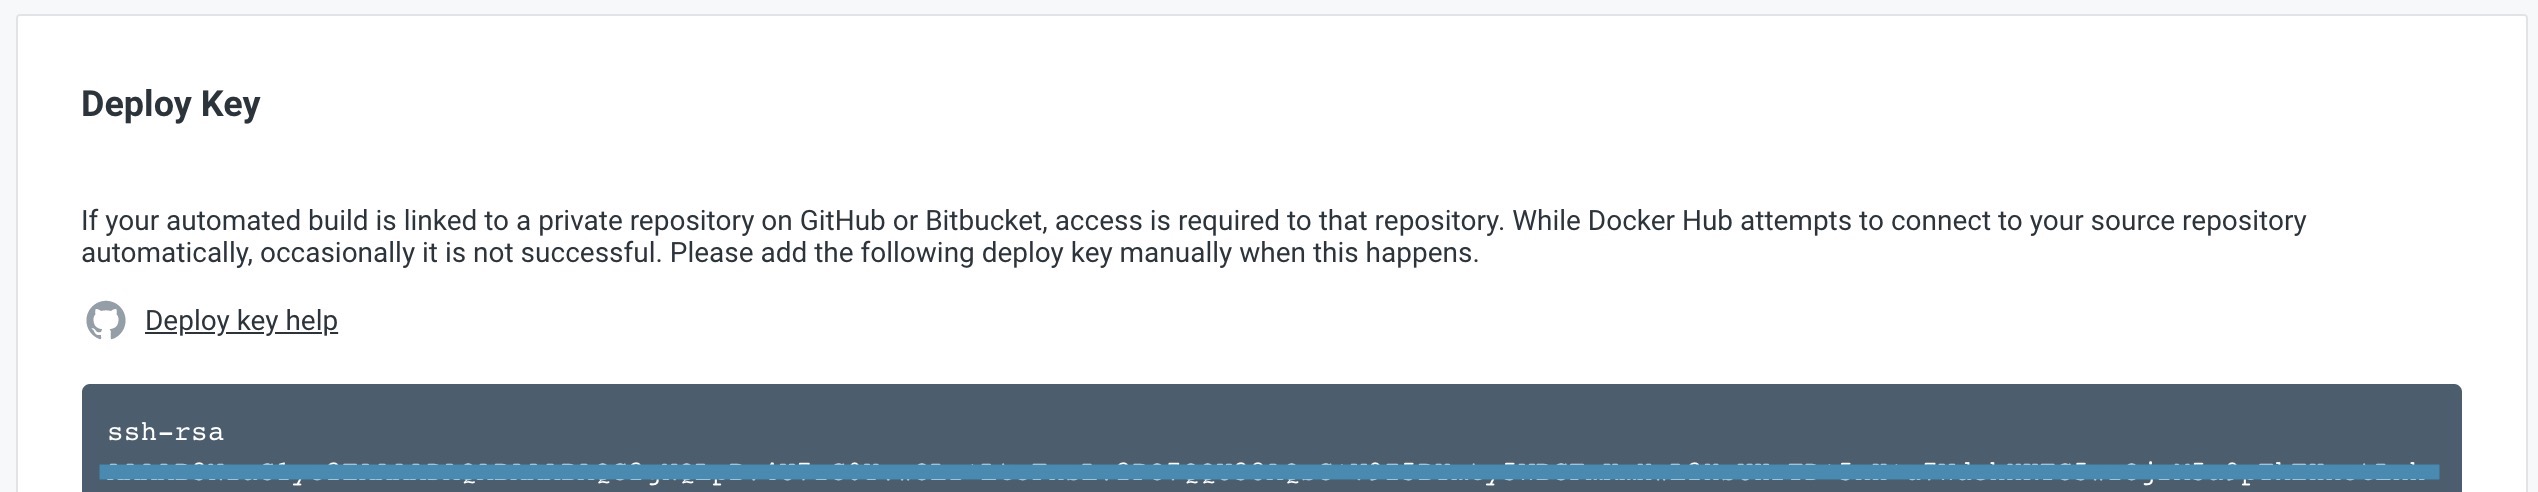 Deploy Key
If your automated build is linked to a private repository on GitHub or Bitbucket, access is required to that repository. While Docker Hub attempts to connect to your source repository
automatically, occasionally it is not successful. Please add the following deploy key manually when this happens.
Deploy key help
ssh-rsa